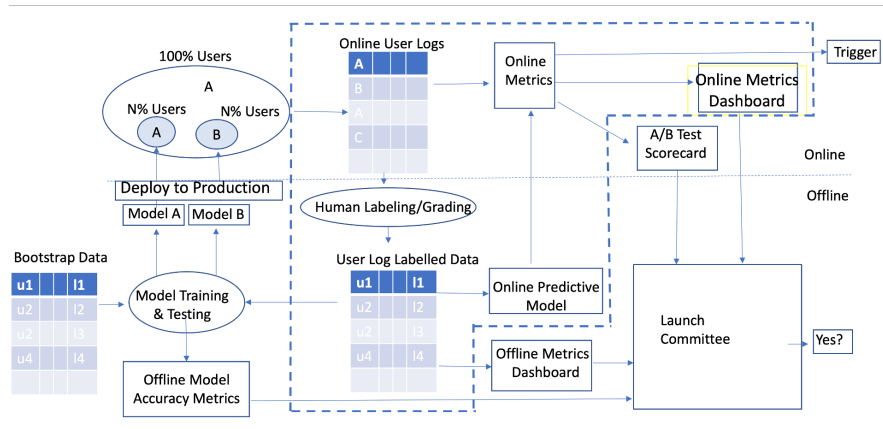 100% Users
A
N% Users
N% Users
A
B
Online User Logs
A
B
A
C
Online
Metrics
Trigger
Online Metrics
Dashboard
A/B Test
Scorecard
Online
Offline
Deploy to Production
Model A
Model B
Human Labeling/Grading
Bootstrap Data
u1 l1
u2 l2
u2 l3
u4 l4
Model Training
& Testing
User Log Labelled Data
u1 l1
u2 l2
u2 l3
u4 l4
Online Predictive
Model
Launch
Committee
Yes?
Offline Metrics
Dashboard
Offline Model
Accuracy Metrics